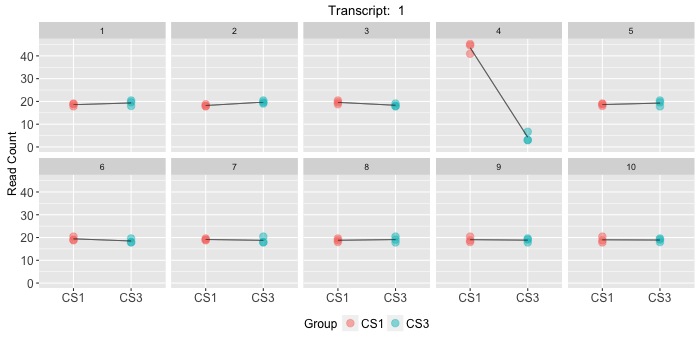 Transcript: 1
1 2 3 4 5
40
30
20
10
0
6 7 8 9 10
40
30
20
10
0
Read Count
CS1 CS3 CS1 CS3 CS1 CS3 CS1 CS3 CS1 CS3
Group CS1 CS3